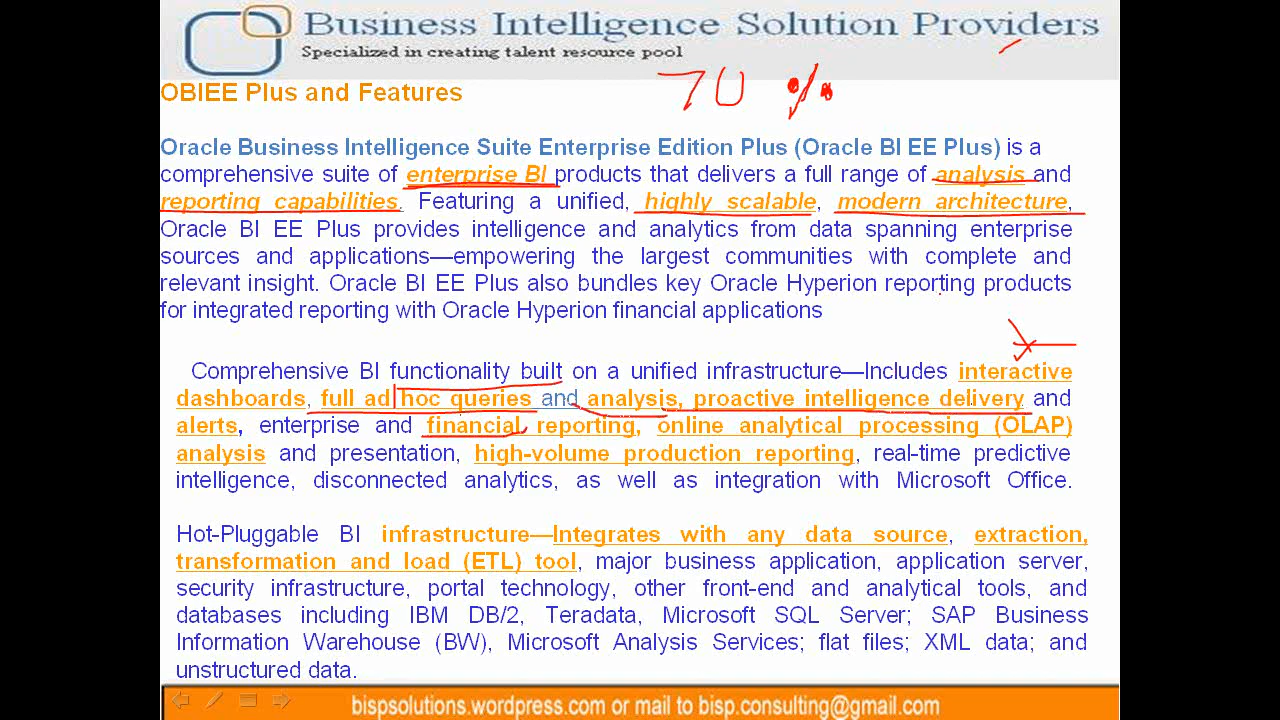 Business Intelligence Solution Providers
Specialized in creating talent resource pool
70 %
OBIEE Plus and Features
Oracle Business Intelligence Suite Enterprise Edition Plus (Oracle BI EE Plus) is a
comprehensive suite of enterprise BI products that delivers a full range of analysis and
reporting capabilities. Featuring a unified, highly scalable, modern architecture,
Oracle BI EE Plus provides intelligence and analytics from data spanning enterprise
sources and applications—empowering the largest communities with complete and
relevant insight. Oracle BI EE Plus also bundles key Oracle Hyperion reporting products
for integrated reporting with Oracle Hyperion financial applications
Comprehensive BI functionality built on a unified infrastructure—Includes interactive
dashboards, full ad hoc queries and analysis, proactive intelligence delivery and
alerts, enterprise and financial reporting, online analytical processing (OLAP)
analysis and presentation, high-volume production reporting, real-time predictive
intelligence, disconnected analytics, as well as integration with Microsoft Office.
Hot-Pluggable BI infrastructure—Integrates with any data source, extraction,
transformation and load (ETL) tool, major business application, application server,
security infrastructure, portal technology, other front-end and analytical tools, and
databases including IBM DB/2, Teradata, Microsoft SQL Server; SAP Business
Information Warehouse (BW), Microsoft Analysis Services; flat files; XML data; and
unstructured data.
bispsolutions.wordpress.com or mail to bisp.consulting@gmail.com